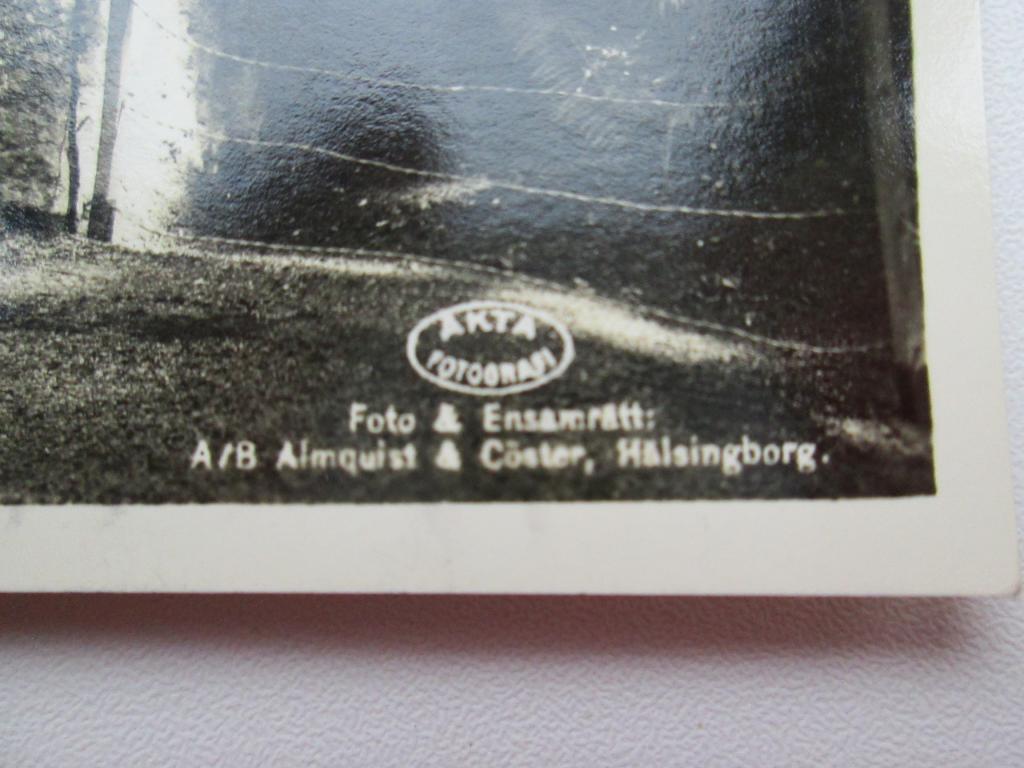 ÄKTA
FOTOGRAFI
Foto & Ensamrätt:
A/B Almquist & Cöster, Hälsingborg.